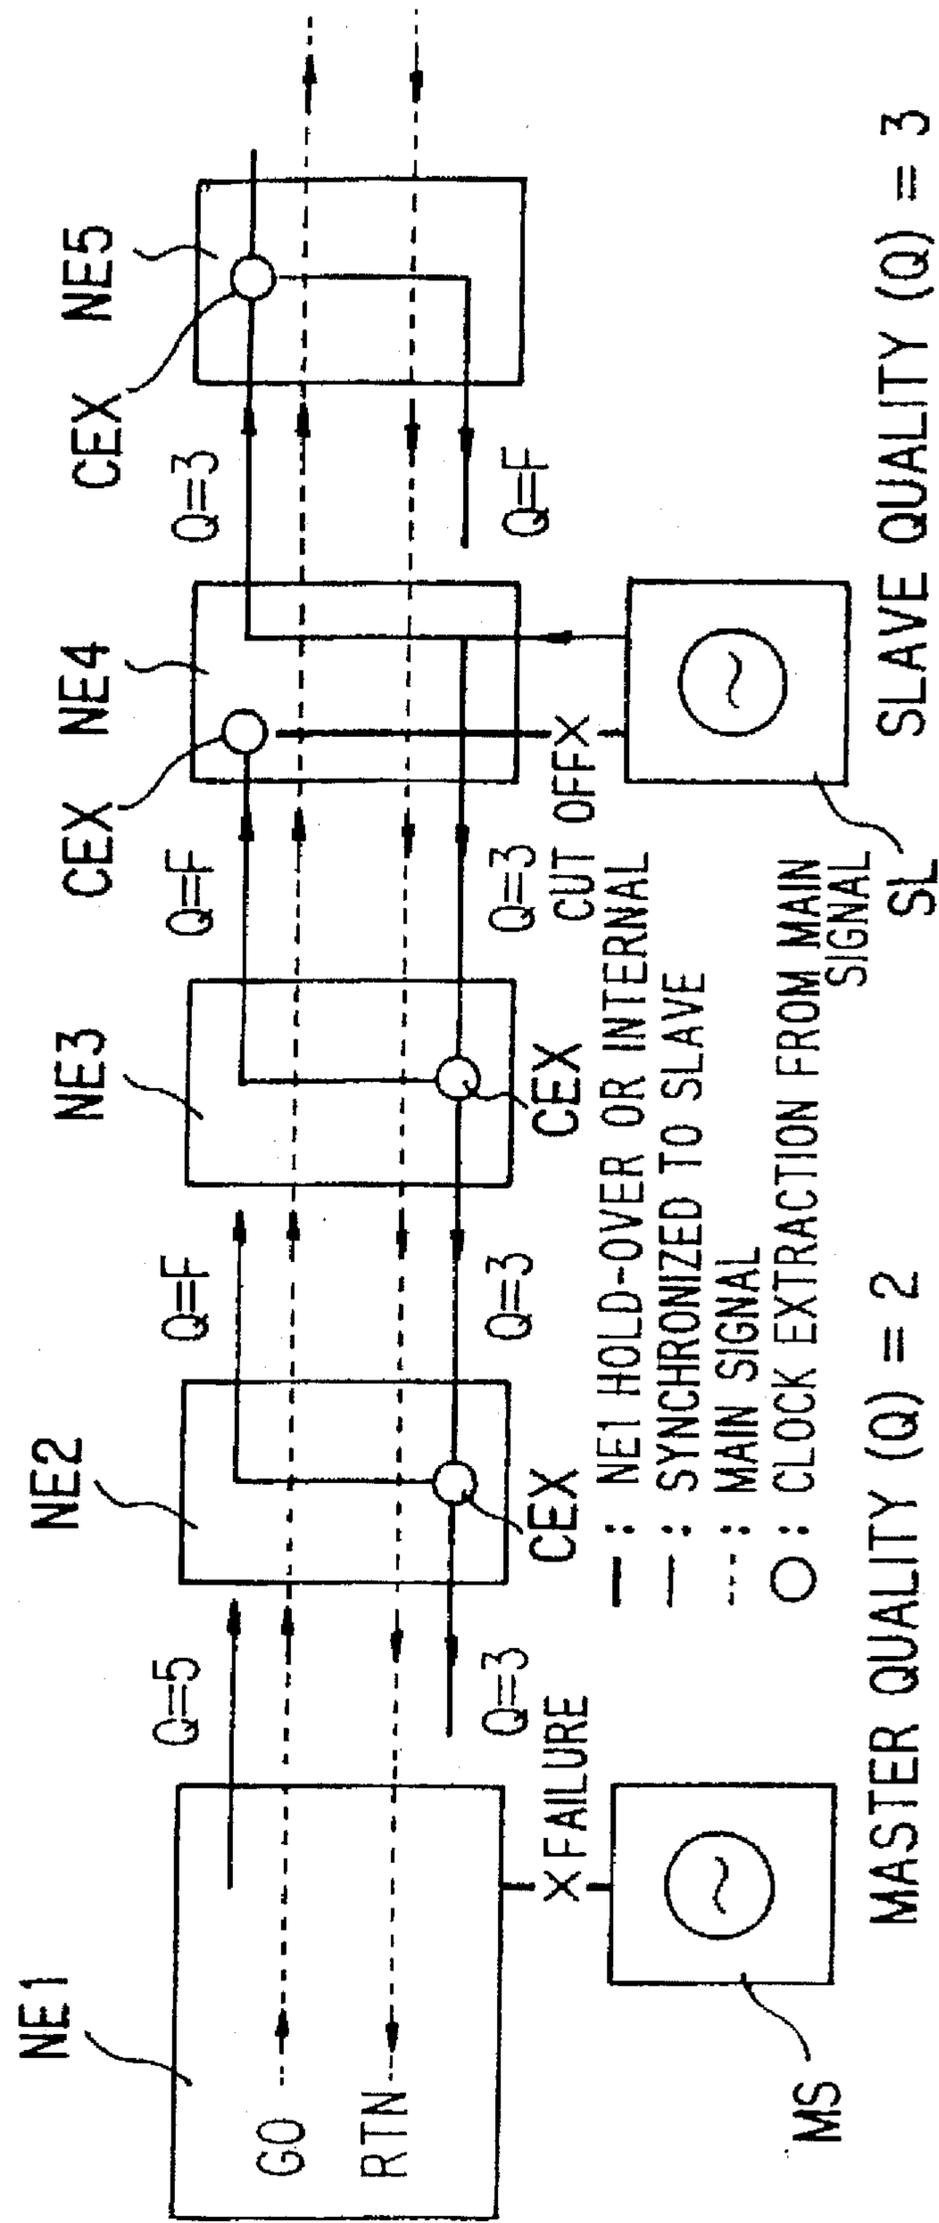 NE1
NE2
NE3
NE4
NE5
CEX
CEX
Q=5
Q=F
Q=F
Q=3
GO
RTN
Q=3
Q=3
Q=3
Q=F
CEX
CEX
X FAILURE
CUT OFF X
━ : NE1 HOLD-OVER OR INTERNAL
— : SYNCHRONIZED TO SLAVE
--- : MAIN SIGNAL
○ : CLOCK EXTRACTION FROM MAIN
SIGNAL
~
~
MS
SL
MASTER QUALITY (Q) = 2
SLAVE QUALITY (Q) = 3